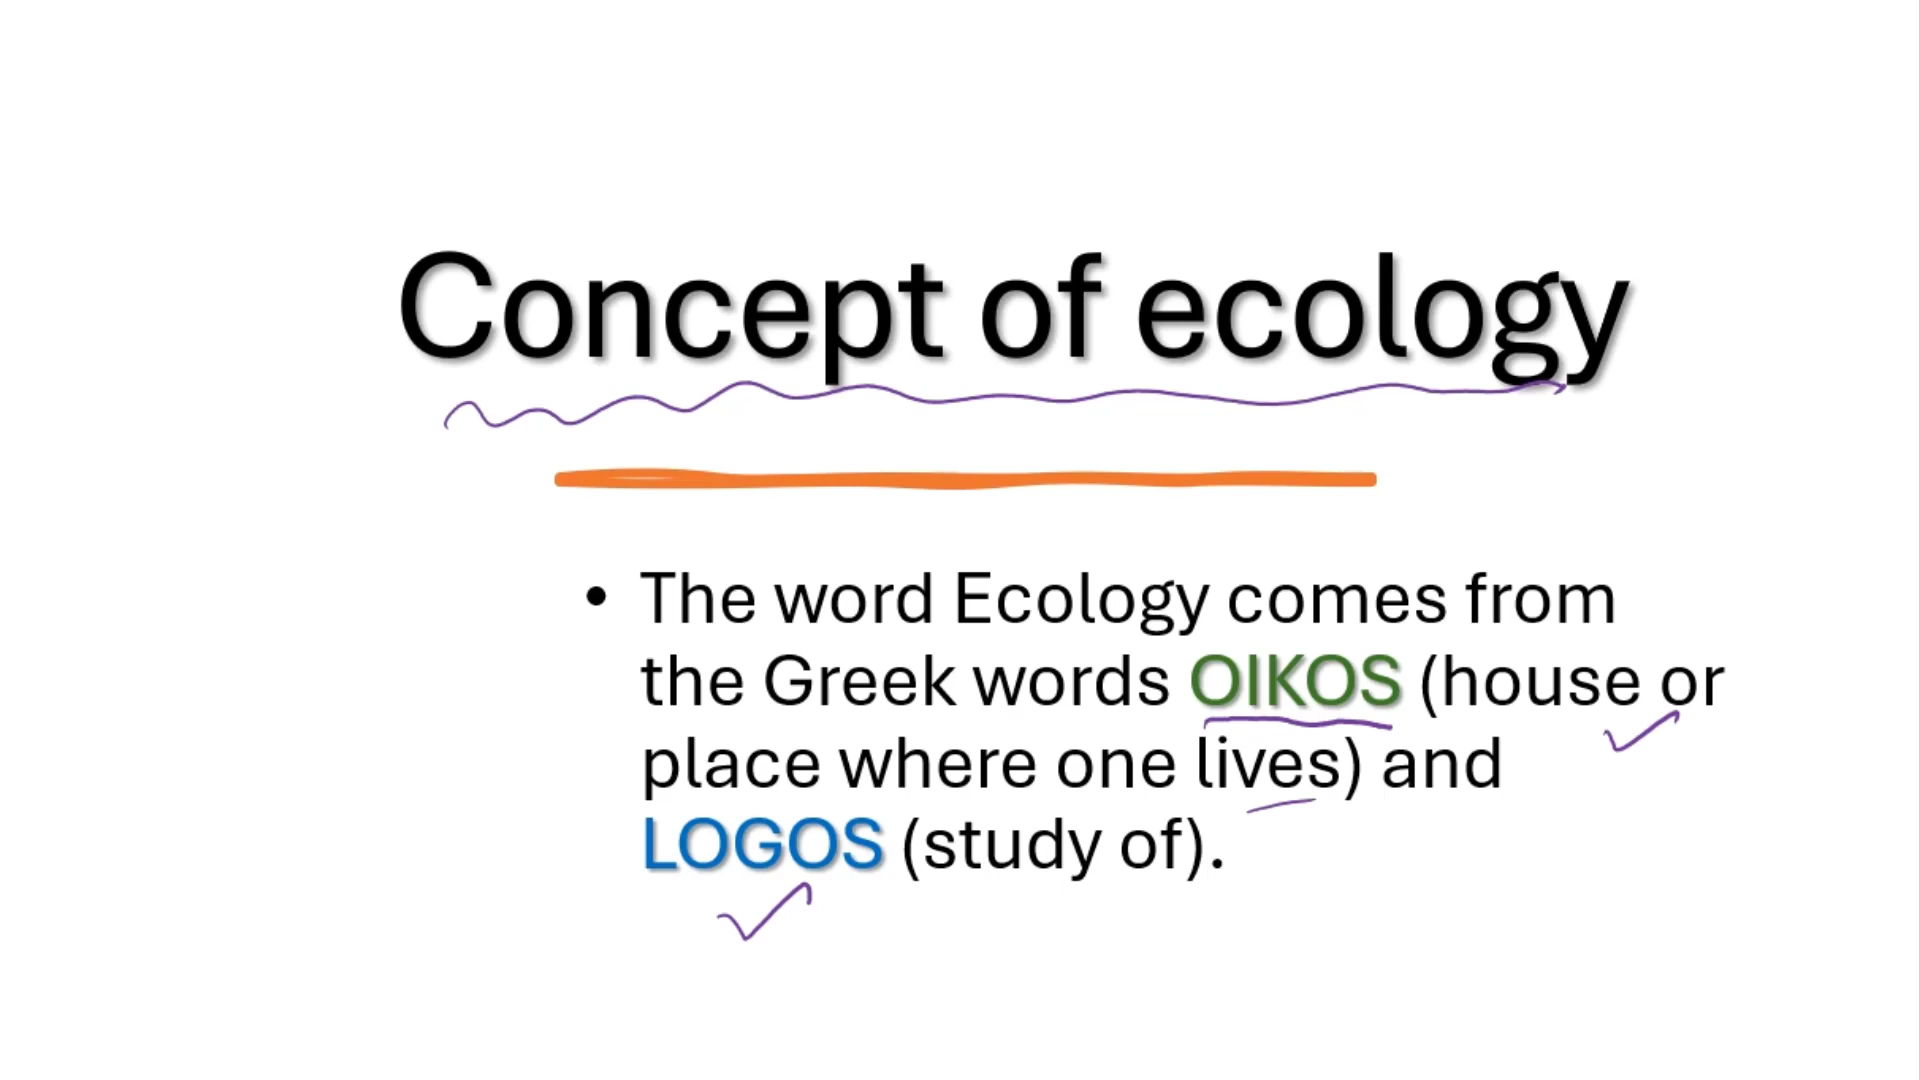 Concept of ecology
• The word Ecology comes from
the Greek words OIKOS (house or
place where one lives) and
LOGOS (study of).